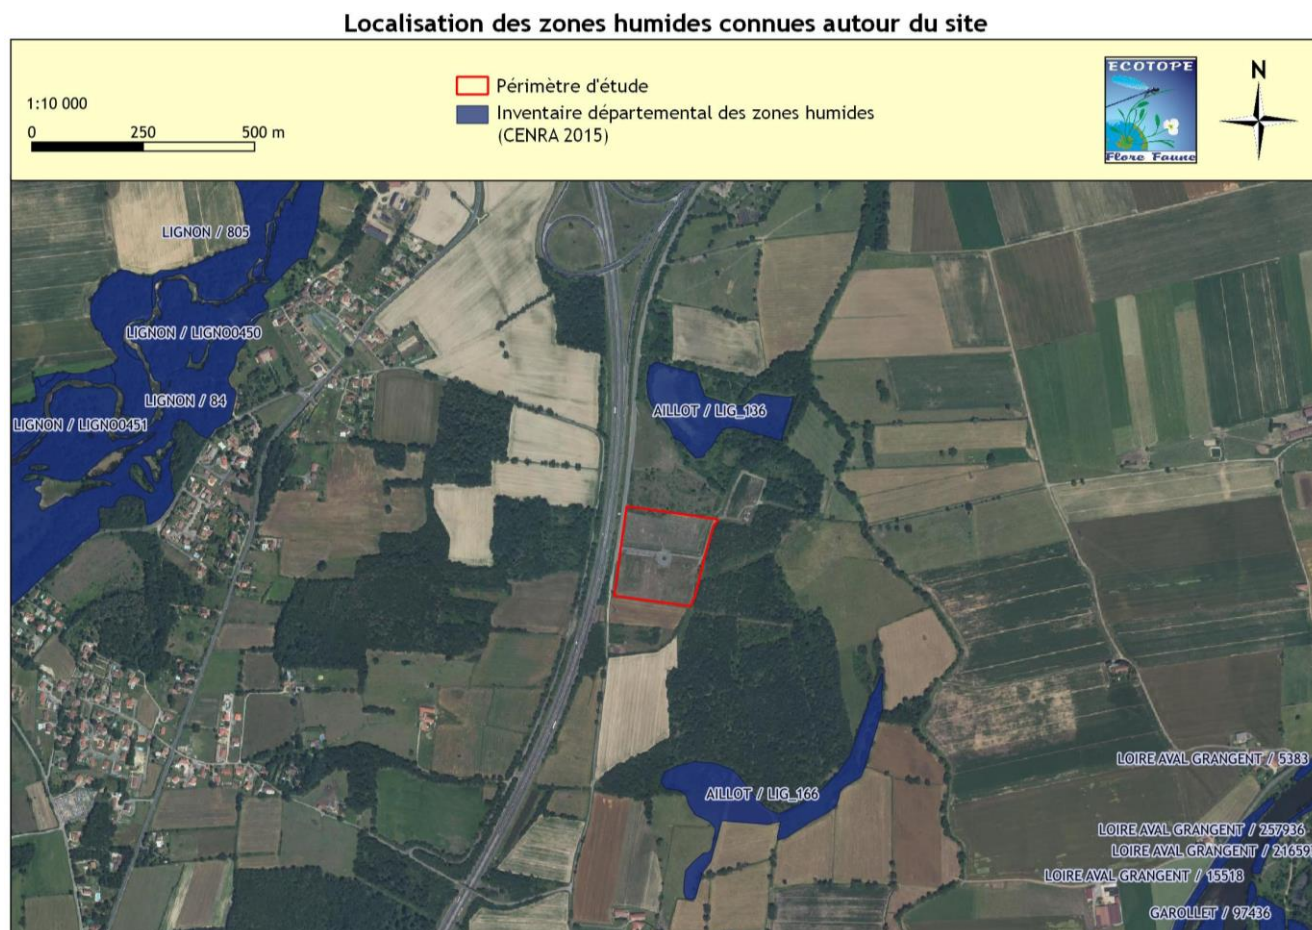 Localisation des zones humides connues autour du site
1:10 000
0 250 500 m
Périmètre d'étude
Inventaire départemental des zones humides
(CENRA 2015)
ECOTOPE
Flore Faune
N
LIGNON / 805
LIGNON / LIGNO0450
LIGNON / 84
LIGNON / LIGNO0451
AILLOT / LIG_136
AILLOT / LIG_166
LOIRE AVAL GRANGENT / 5383
LOIRE AVAL GRANGENT / 257936
LOIRE AVAL GRANGENT / 21659
LOIRE AVAL GRANGENT / 15518
GAROLLET / 97436